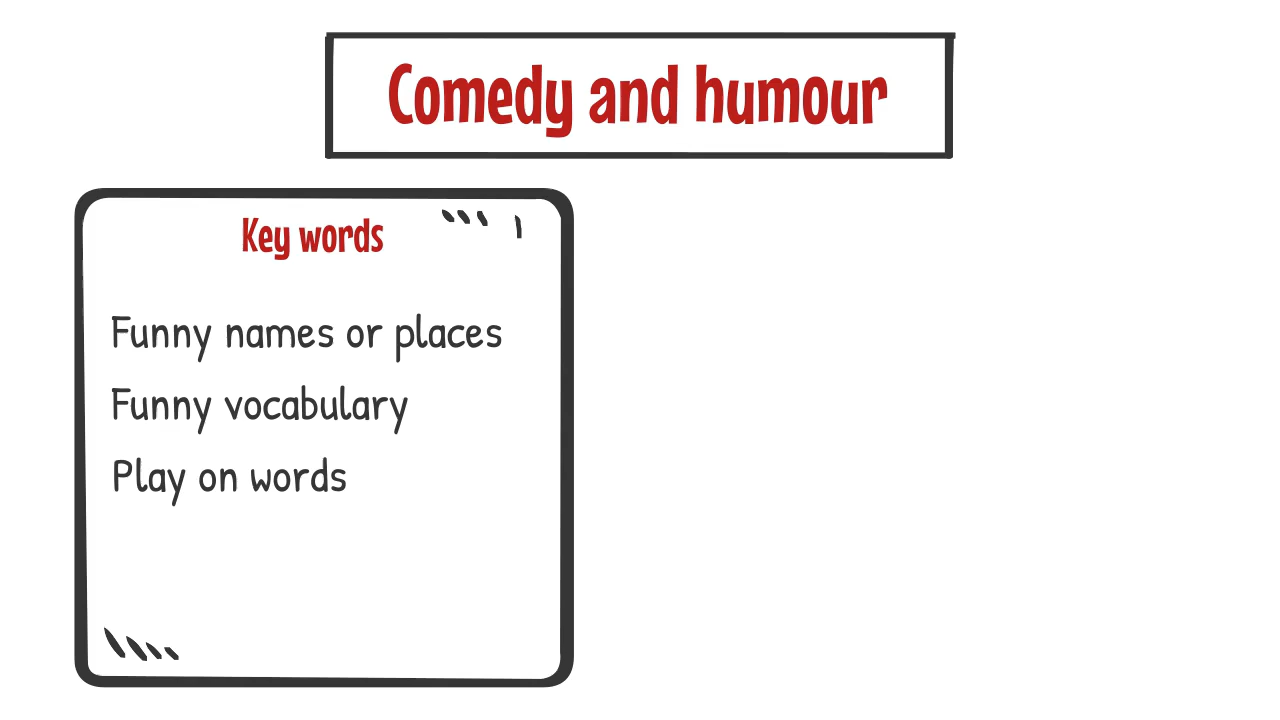 Comedy and humour
Key words
Funny names or places
Funny vocabulary
Play on words